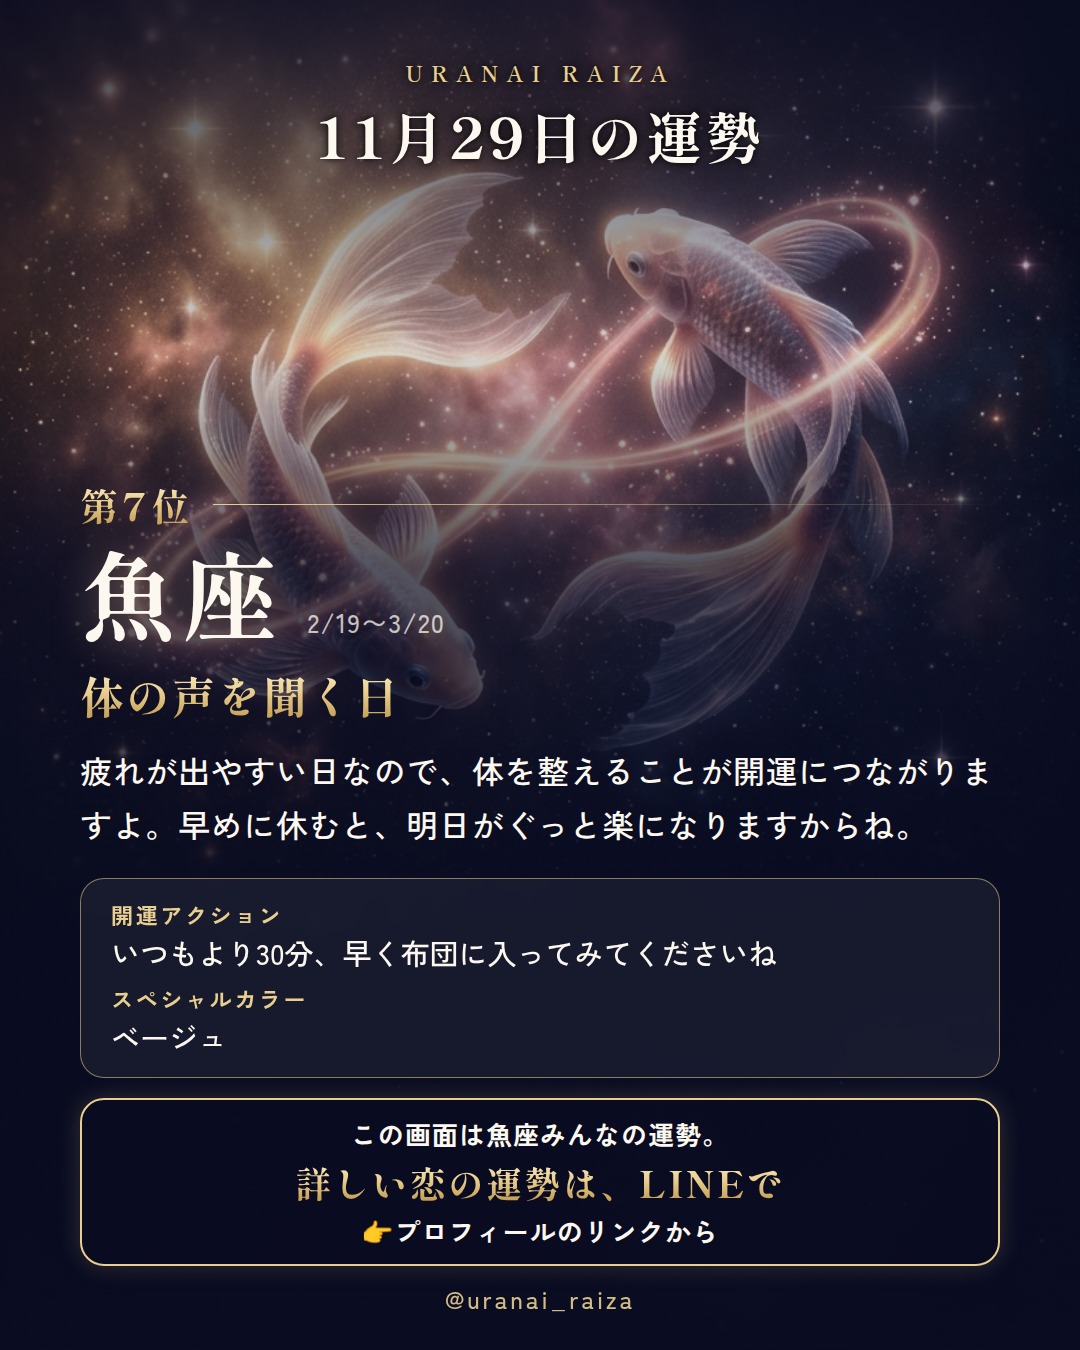 URANAI RAIZA
11月29日の運勢
第7位
魚座 2/19〜3/20
体の声を聞く日
疲れが出やすい日なので、体を整えることが開運につながりま
すよ。早めに休むと、明日がぐっと楽になりますからね。
開運アクション
いつもより30分、早く布団に入ってみてくださいね
スペシャルカラー
ベージュ
この画面は魚座みんなの運勢。
詳しい恋の運勢は、LINEで
👉プロフィールのリンクから
@uranai_raiza